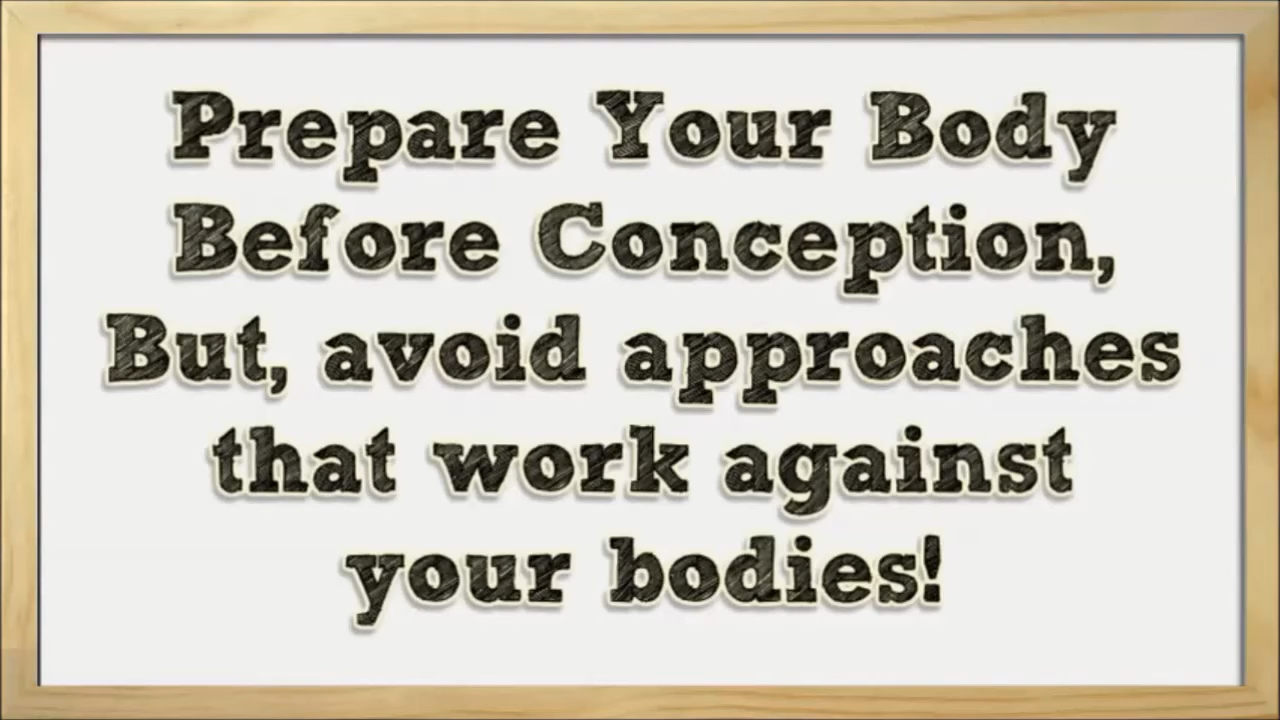 Prepare Your Body
Before Conception,
But, avoid approaches
that work against
your bodies!